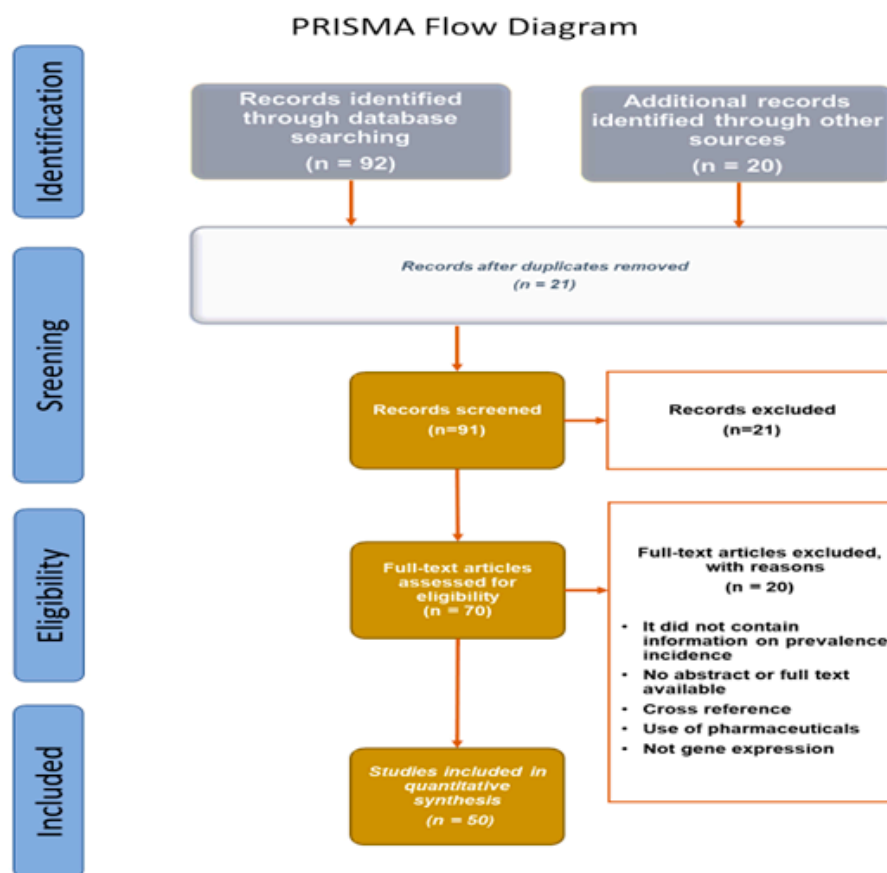 PRISMA Flow Diagram
Identification
Records identified
through database
searching
(n = 92)
Additional records
identified through other
sources
(n = 20)
Sreening
Records after duplicates removed
(n = 21)
Records screened
(n=91)
Records excluded
(n=21)
Eligibility
Full-text articles
assessed for
eligibility
(n = 70)
Full-text articles excluded,
with reasons
(n = 20)
• It did not contain
information on prevalence
incidence
• No abstract or full text
available
• Cross reference
• Use of pharmaceuticals
• Not gene expression
Included
Studies included in
quantitative
synthesis
(n = 50)